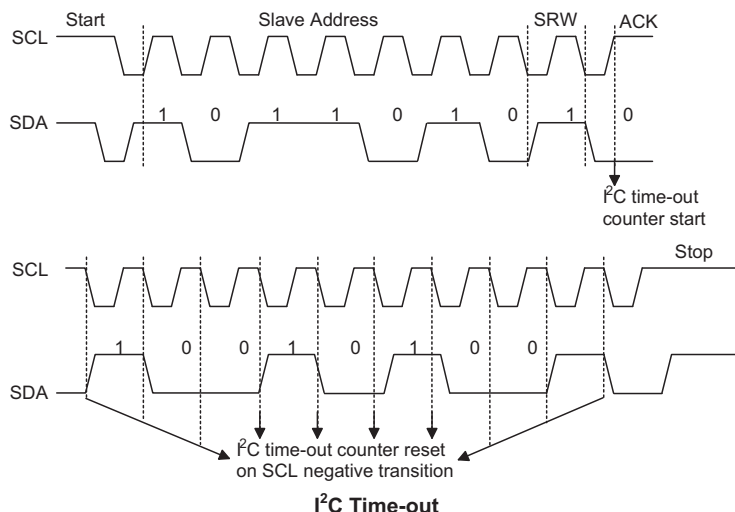 Start Slave Address SRW ACK
SCL
1 0 1 1 0 1 0 1 0
SDA
I²C time-out
counter start
Stop
SCL
1 0 0 1 0 1 0 0
SDA
I²C time-out counter reset
on SCL negative transition
I²C Time-out